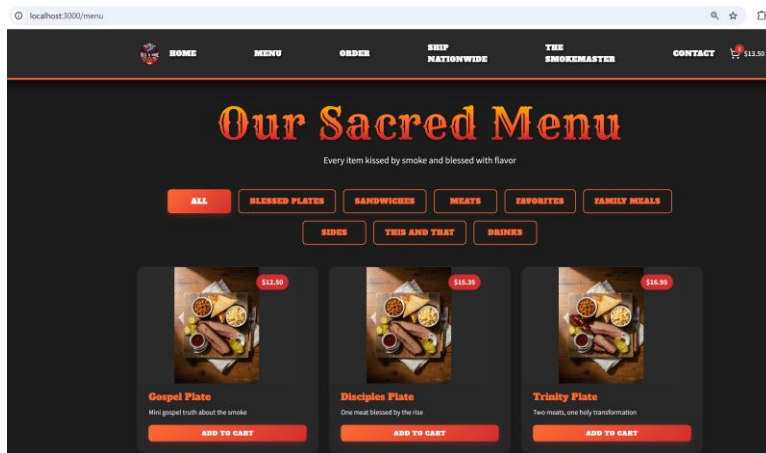 localhost:3000/menu
HOME MENU ORDER SHIP NATIONWIDE THE SMOKEMASTER CONTACT $13.50
Our Sacred Menu
Every item kissed by smoke and blessed with flavor
ALL BLESSED PLATES SANDWICHES MEATS FAVORITES FAMILY MEALS
SIDES THIS AND THAT DRINKS
$12.50 $15.35 $16.95
Gospel Plate Disciples Plate Trinity Plate
Mini gospel truth about the smoke One meat blessed by the rise Two meats, one holy transformation
ADD TO CART ADD TO CART ADD TO CART